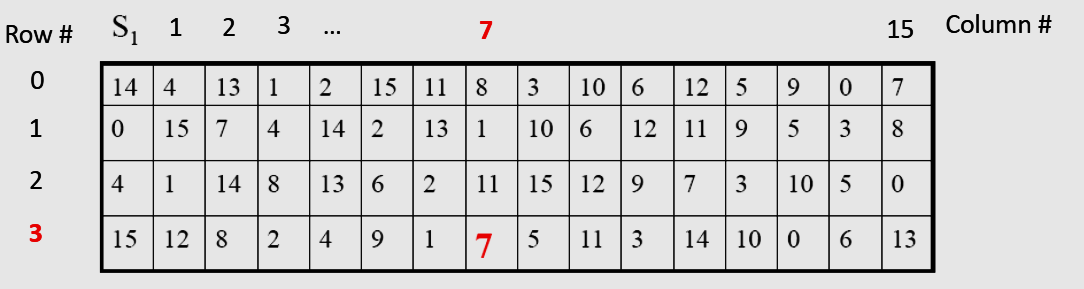 Row # S1 1 2 3 ... 7 15 Column #
0 14 4 13 1 2 15 11 8 3 10 6 12 5 9 0 7
1 0 15 7 4 14 2 13 1 10 6 12 11 9 5 3 8
2 4 1 14 8 13 6 2 11 15 12 9 7 3 10 5 0
3 15 12 8 2 4 9 1 7 5 11 3 14 10 0 6 13